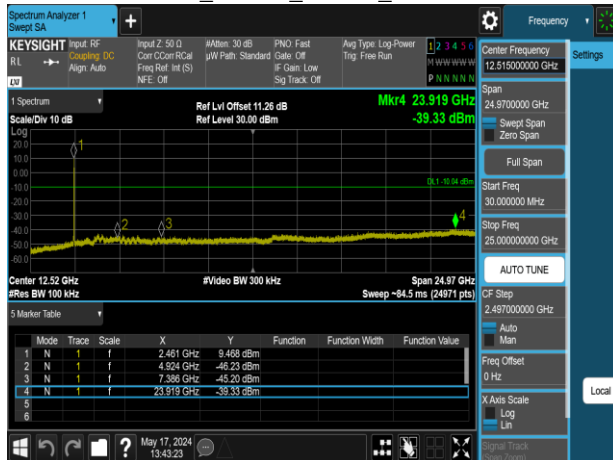 Spectrum Analyzer 1
Swept SA
+
Frequency
KEYSIGHT Input: RF
RL
Coupling: DC
Align: Auto
Input Z: 50 Ω
Corr CCorr RCal
Freq Ref: Int (S)
NFE: Off
#Atten: 30 dB
µW Path: Standard
PNO: Fast
Gate: Off
IF Gain: Low
Sig Track: Off
Avg Type: Log-Power
Trig: Free Run
1 2 3 4 5 6
M W W W W W
P N N N N N
LXI
1 Spectrum
Scale/Div 10 dB
Ref Lvl Offset 11.26 dB
Ref Level 30.00 dBm
Mkr4 23.919 GHz
-39.33 dBm
Log
20.0
10.0
0.00
-10.0
-20.0
-30.0
-40.0
-50.0
-60.0
1
2
3
4
DL1 -10.04 dBm
Center 12.52 GHz
#Res BW 100 kHz
#Video BW 300 kHz
Span 24.97 GHz
Sweep ~84.5 ms (24971 pts)
5 Marker Table
Mode Trace Scale X Y Function Function Width Function Value
1 N 1 f 2.461 GHz 9.468 dBm
2 N 1 f 4.924 GHz -46.23 dBm
3 N 1 f 7.386 GHz -45.20 dBm
4 N 1 f 23.919 GHz -39.33 dBm
5
6
?
May 17, 2024
13:43:23
Center Frequency
12.515000000 GHz
Settings
Span
24.9700000 GHz
Swept Span
Zero Span
Full Span
Start Freq
30.000000 MHz
Stop Freq
25.000000000 GHz
AUTO TUNE
CF Step
2.497000000 GHz
Auto
Man
Freq Offset
0 Hz
X Axis Scale
Log
Lin
Local
Signal Track
(Span Zoom)